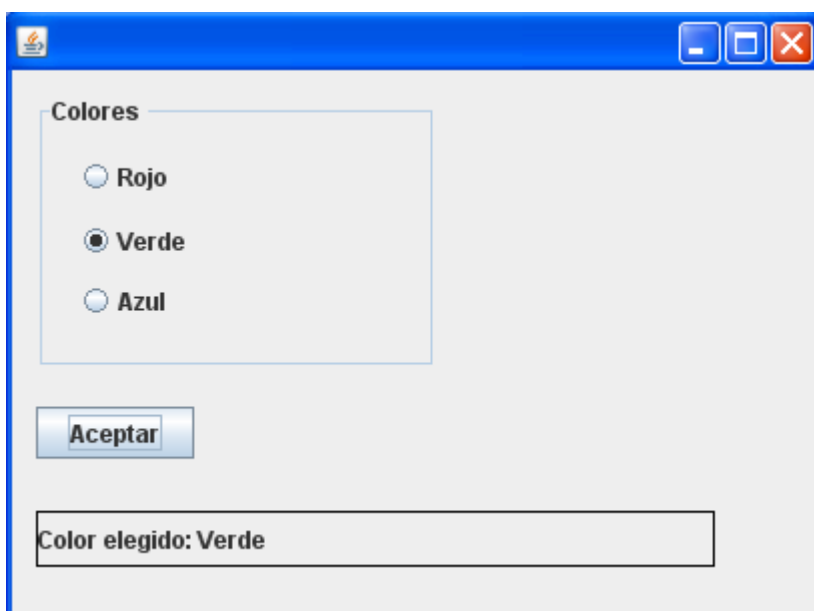 Colores
Rojo
Verde
Azul
Aceptar
Color elegido: Verde